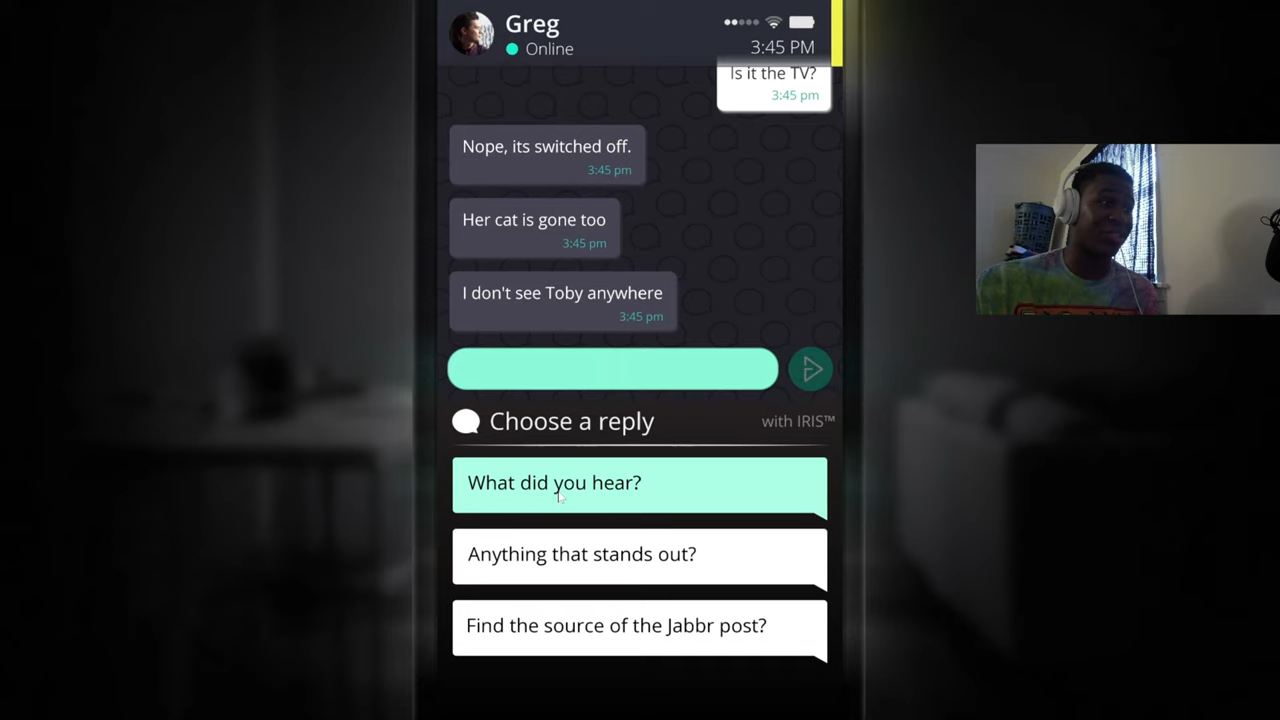 Greg
Online
3:45 PM
Is it the TV?
3:45 pm
Nope, its switched off.
3:45 pm
Her cat is gone too
3:45 pm
I don't see Toby anywhere
3:45 pm
Choose a reply
with IRIS™
What did you hear?
Anything that stands out?
Find the source of the Jabbr post?